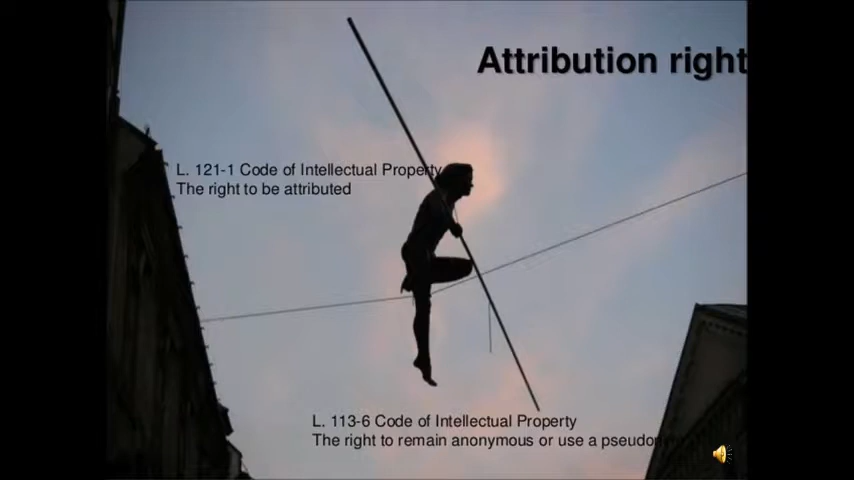 Attribution right
L. 121-1 Code of Intellectual Property
The right to be attributed
L. 113-6 Code of Intellectual Property
The right to remain anonymous or use a